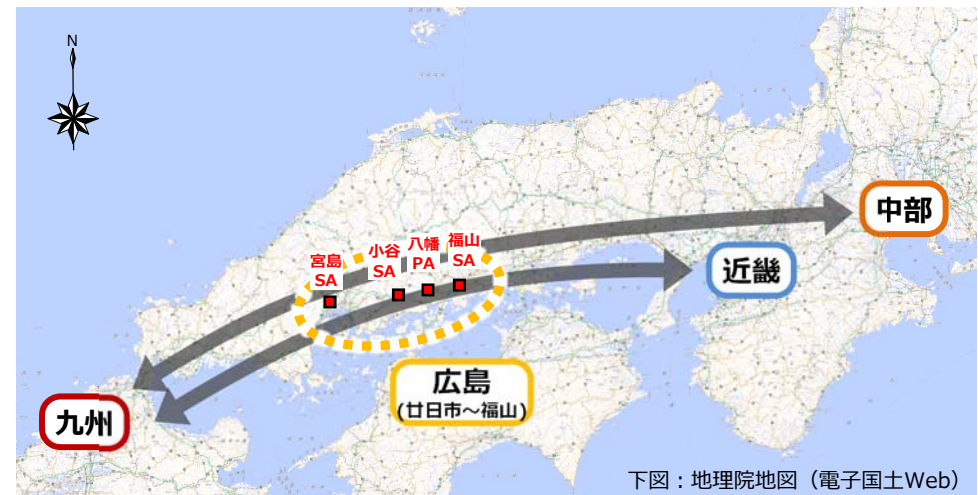 N
中部
福山
SA
八幡
PA
小谷
SA
宮島
SA
近畿
広島
(廿日市～福山)
九州
下図：地理院地図（電子国土Web）